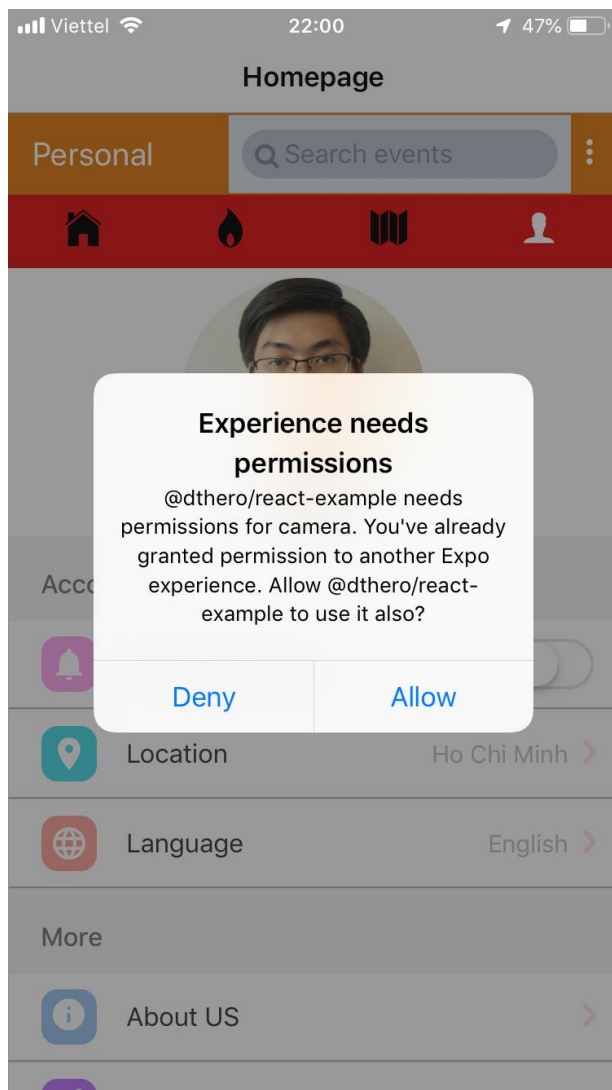 Viettel 22:00 47%
Homepage
Personal Search events
Experience needs
permissions
@dthero/react-example needs
permissions for camera. You've already
granted permission to another Expo
experience. Allow @dthero/react-
example to use it also?
Acco
Deny Allow
Location Ho Chi Minh
Language English
More
About US